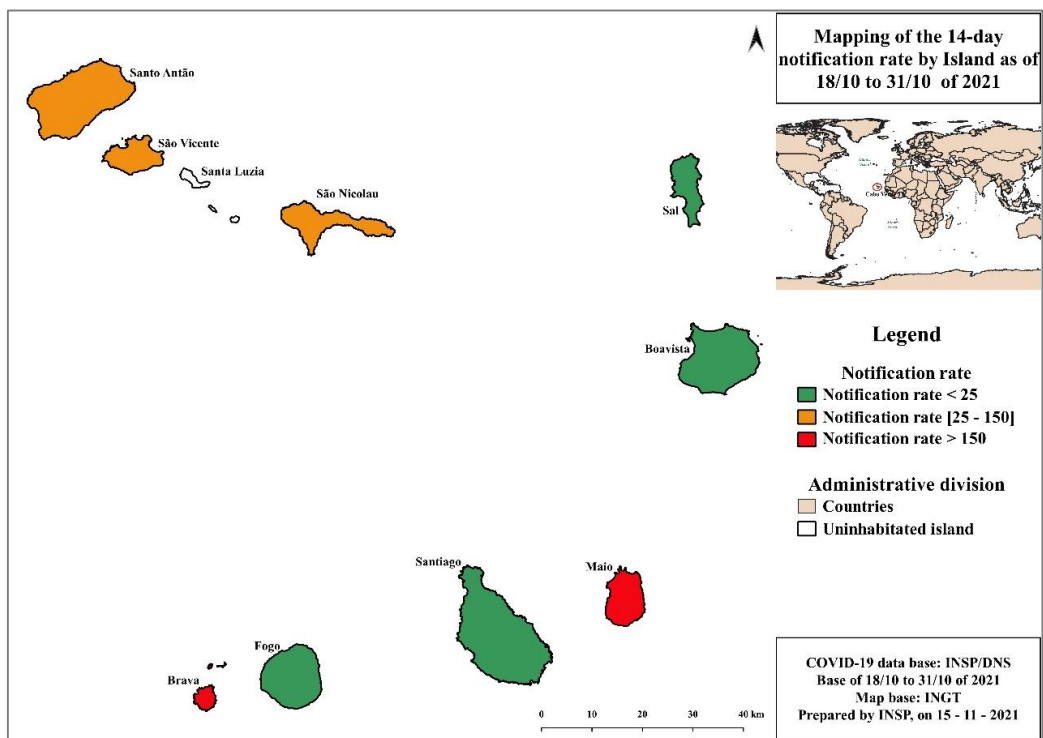 Mapping of the 14-day
notification rate by Island as of
18/10 to 31/10 of 2021
Santo Antão
São Vicente
Santa Luzia
São Nicolau
Sal
Boavista
Santiago
Maio
Fogo
Brava
Legend
Notification rate
Notification rate < 25
Notification rate [25 - 150]
Notification rate > 150
Administrative division
Countries
Uninhabitated island
0 10 20 30 40 km
COVID-19 data base: INSP/DNS
Base of 18/10 to 31/10 of 2021
Map base: INGT
Prepared by INSP, on 15 - 11 - 2021